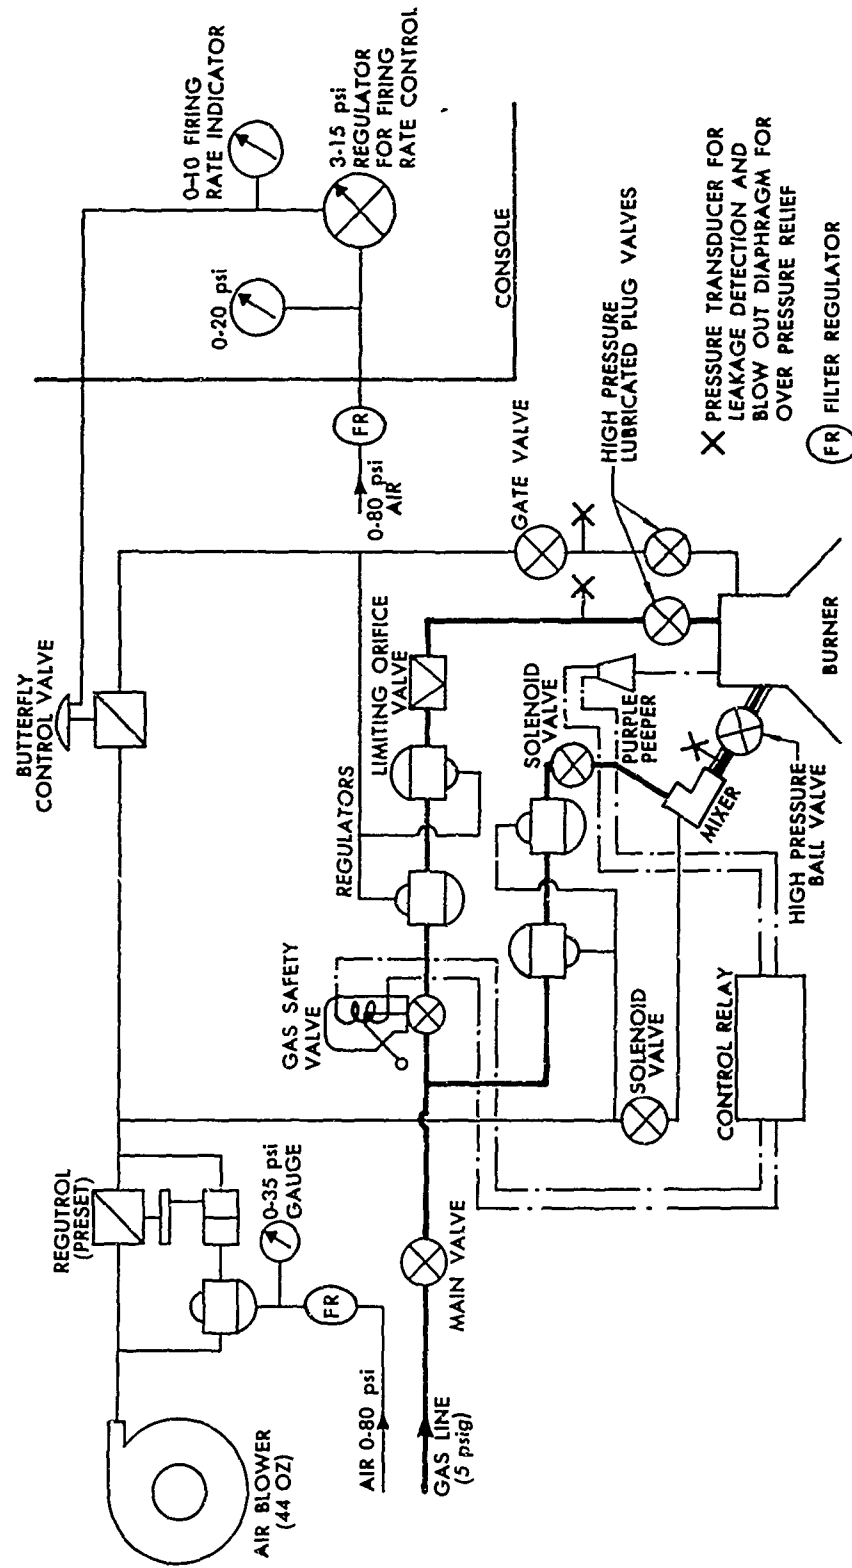 0-10 FIRING
RATE INDICATOR
3-15 psi
REGULATOR
FOR FIRING
RATE CONTROL
0-20 psi
CONSOLE
FR
0-80 psi
AIR
BUTTERFLY
CONTROL VALVE
REGUTROL
(PRESET)
AIR BLOWER
(44 OZ)
0-35 psi
GAUGE
FR
AIR 0-80 psi
GAS LINE
(5 psig)
MAIN VALVE
GAS SAFETY
VALVE
REGULATORS
LIMITING ORIFICE
VALVE
GATE VALVE
HIGH PRESSURE
LUBRICATED PLUG VALVES
SOLENOID
VALVE
PURPLE
PEEPER
MIXER
SOLENOID
VALVE
CONTROL RELAY
HIGH PRESSURE
BALL VALVE
BURNER
X PRESSURE TRANSDUCER FOR
LEAKAGE DETECTION AND
BLOW OUT DIAPHRAGM FOR
OVER PRESSURE RELIEF
FR FILTER REGULATOR